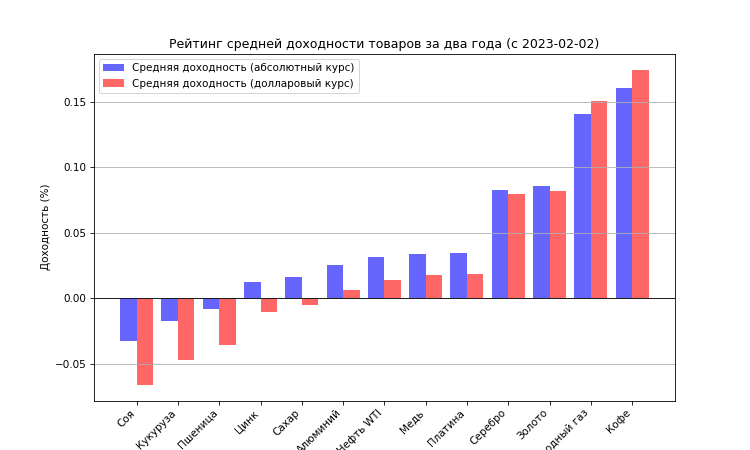 Рейтинг средней доходности товаров за два года (с 2023-02-02)
Средняя доходность (абсолютный курс)
Средняя доходность (долларовый курс)
Доходность (%)
0.15
0.10
0.05
0.00
−0.05
Соя
Кукуруза
Пшеница
Цинк
Сахар
Алюминий
Нефть WTI
Медь
Платина
Серебро
Золото
одный газ
Кофе